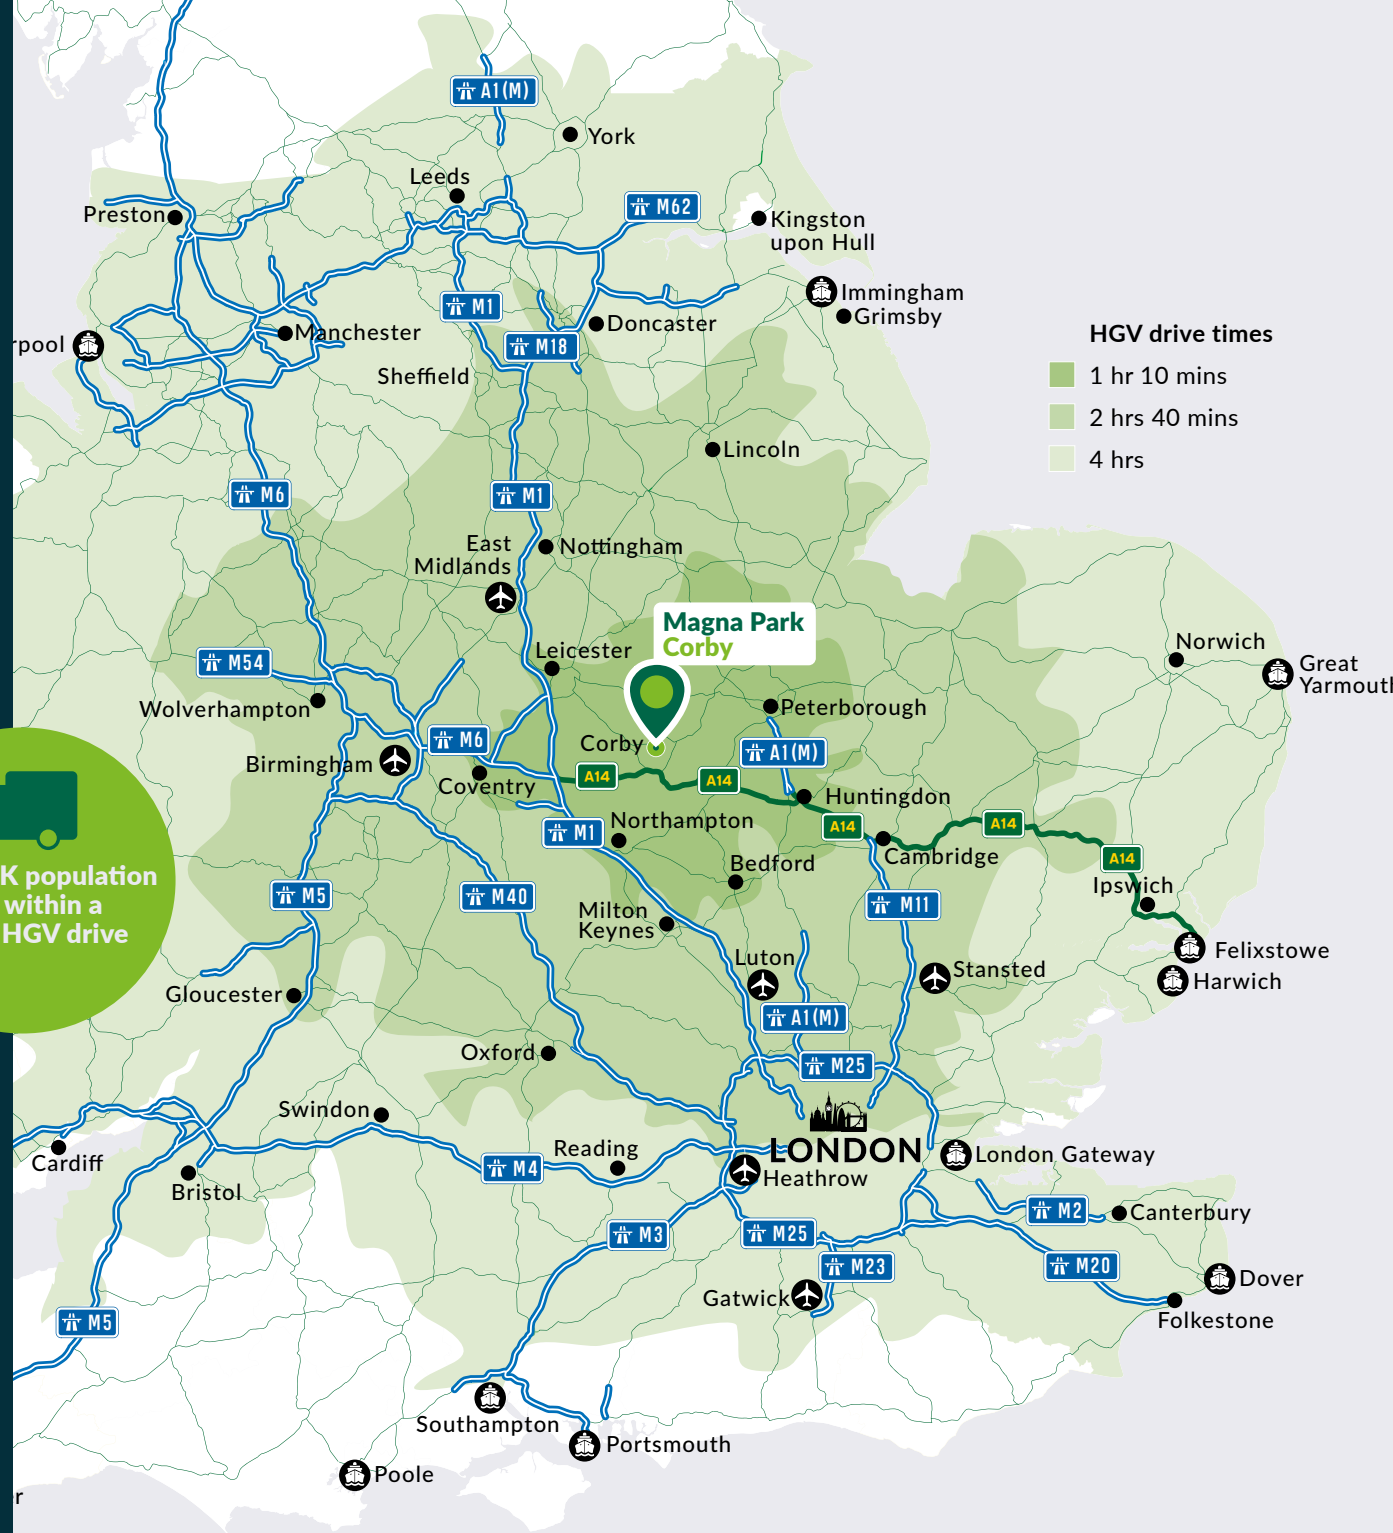 A1(M)
York
Leeds
M62
Preston
Kingston
upon Hull
Immingham
Grimsby
M1
Doncaster
Manchester
rpool
M18
Sheffield
HGV drive times
1 hr 10 mins
2 hrs 40 mins
4 hrs
Lincoln
M6
M1
East
Midlands
Nottingham
Magna Park
Corby
Leicester
Norwich
Great
Yarmouth
M54
Wolverhampton
Peterborough
Corby
M6
A1(M)
Birmingham
Coventry
A14
A14
Huntingdon
Northampton
M1
A14
A14
Cambridge
A14
Bedford
Ipswich
K population
within a
HGV drive
M5
M40
M11
Milton
Keynes
Luton
Stansted
Felixstowe
Harwich
Gloucester
A1(M)
Oxford
M25
Swindon
LONDON
Reading
London Gateway
Cardiff
M4
Heathrow
Bristol
M2
Canterbury
M3
M25
M23
M20
Dover
Gatwick
Folkestone
M5
Southampton
Portsmouth
Poole
r